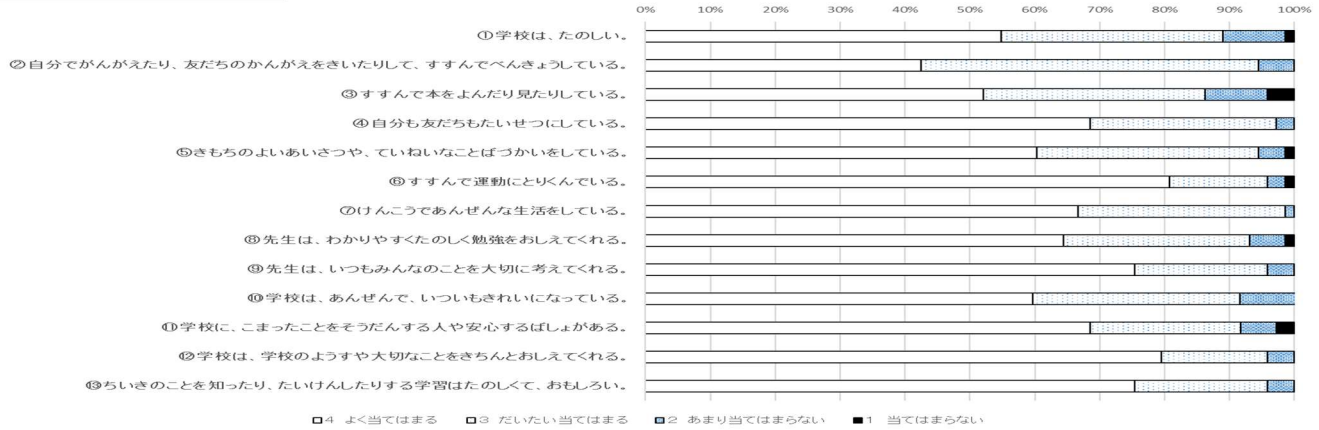 0% 10% 20% 30% 40% 50% 60% 70% 80% 90% 100%
①学校は、たのしい。
②自分でがんがえたり、友だちのかんがえをきいたりして、すすんでべんきょうしている。
③すすんで本をよんだり見たりしている。
④自分も友だちもたいせつにしている。
⑤きもちのよいあいさつや、ていねいなことばづかいをしている。
⑥すすんで運動にとりくんでいる。
⑦けんこうであんぜんな生活をしている。
⑧先生は、わかりやすくたのしく勉強をおしえてくれる。
⑨先生は、いつもみんなのことを大切に考えてくれる。
⑩学校は、あんぜんで、いついもきれいになっている。
⑪学校に、こまったことをそうだんする人や安心するばしょがある。
⑫学校は、学校のようすや大切なことをきちんとおしえてくれる。
⑬ちいきのことを知ったり、たいけんしたりする学習はたのしくて、おもしろい。
4 よく当てはまる 3 だいたい当てはまる 2 あまり当てはまらない 1 当てはまらない